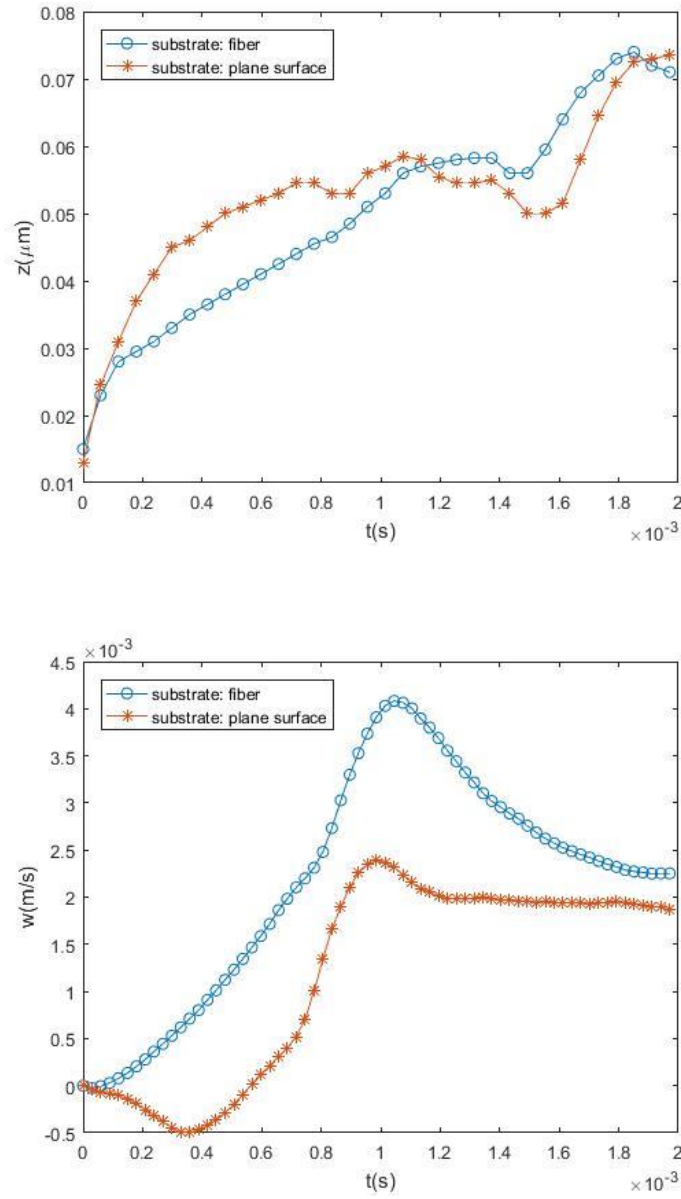 0.08
substrate: fiber
substrate: plane surface
0.07
0.06
0.05
z(μm)
0.04
0.03
0.02
0.01
0 0.2 0.4 0.6 0.8 1 1.2 1.4 1.6 1.8 2
t(s) × 10⁻³
× 10⁻³
4.5
substrate: fiber
substrate: plane surface
4
3.5
3
2.5
w(m/s)
2
1.5
1
0.5
0
-0.5
0 0.2 0.4 0.6 0.8 1 1.2 1.4 1.6 1.8 2
t(s) × 10⁻³